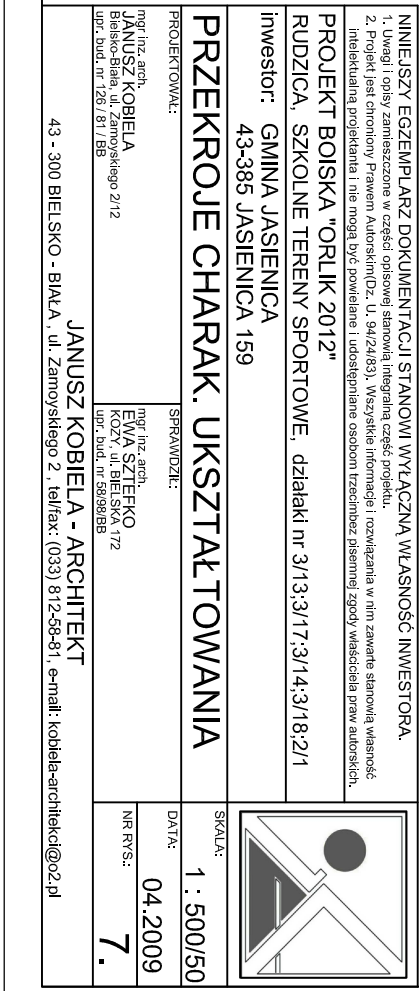 NINIEJSZY EGZEMPLARZ DOKUMENTACJI STANOWI WYŁĄCZNĄ WŁASNOŚĆ INWESTORA.
1. Uwagi i opisy zamieszczone w części opisowej stanowią integralną część projektu.
2. Projekt jest chroniony Prawem Autorskim(Dz. U. 94/24/83). Wszystkie informacje i rozwiązania w nim zawarte stanowią własność
intelektualną projektanta i nie mogą być powielane i udostępniane osobom trzecimbez pisemnej zgody właściciela praw autorskich.
PROJEKT BOISKA "ORLIK 2012"
RUDZICA, SZKOLNE TERENY SPORTOWE, działaki nr 3/13;3/17;3/14;3/18;2/1
inwestor: GMINA JASIENICA
43-385 JASIENICA 159
PRZEKROJE CHARAK. UKSZTAŁTOWANIA
SKALA:
1 : 500/50
PROJEKTOWAŁ:
mgr inz. arch.
JANUSZ KOBIELA
Bielsko-Biała, ul. Zamoyskiego 2/12
upr. bud. nr 126 / 81 / BB
SPRAWDZIŁ:
mgr inz. arch.
EWA SZTEFKO
KOZY, ul. BIELSKA 172
upr. bud. nr 58/98/BB
DATA:
04.2009
NR RYS.:
7.
JANUSZ KOBIELA - ARCHITEKT
43 - 300 BIELSKO - BIAŁA , ul. Zamoyskiego 2 , tel/fax: (033) 812-58-81, e-mail: kobiela-architekci@o2.pl